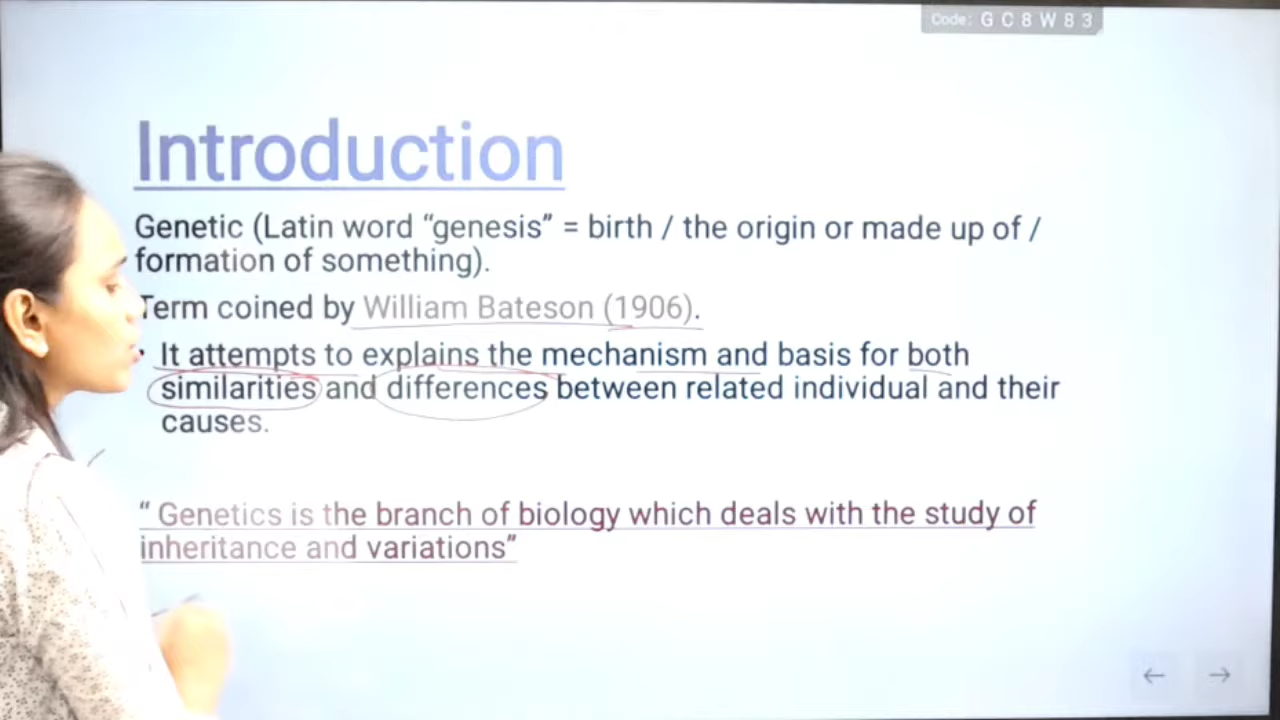 Code: G C 8 W 8 3
Introduction
Genetic (Latin word “genesis” = birth / the origin or made up of /
formation of something).
Term coined by William Bateson (1906).
• It attempts to explains the mechanism and basis for both
similarities and differences between related individual and their
causes.
“ Genetics is the branch of biology which deals with the study of
inheritance and variations”